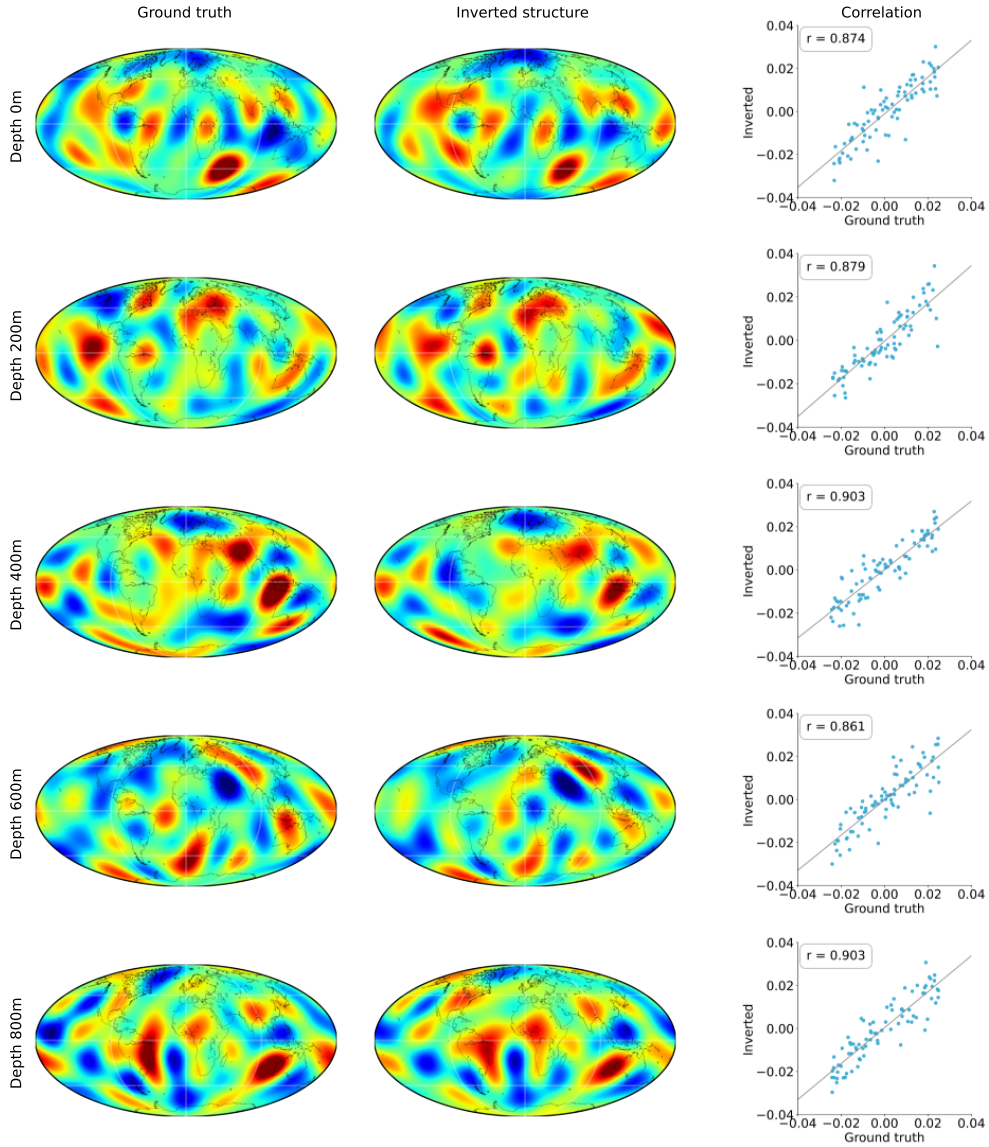 Ground truth
Inverted structure
Correlation
Depth 0m
r = 0.874
0.04
0.02
0.00
−0.02
−0.04
Inverted
−0.04 −0.02 0.00 0.02 0.04
Ground truth
Depth 200m
r = 0.879
0.04
0.02
0.00
−0.02
−0.04
Inverted
−0.04 −0.02 0.00 0.02 0.04
Ground truth
Depth 400m
r = 0.903
0.04
0.02
0.00
−0.02
−0.04
Inverted
−0.04 −0.02 0.00 0.02 0.04
Ground truth
Depth 600m
r = 0.861
0.04
0.02
0.00
−0.02
−0.04
Inverted
−0.04 −0.02 0.00 0.02 0.04
Ground truth
Depth 800m
r = 0.903
0.04
0.02
0.00
−0.02
−0.04
Inverted
−0.04 −0.02 0.00 0.02 0.04
Ground truth